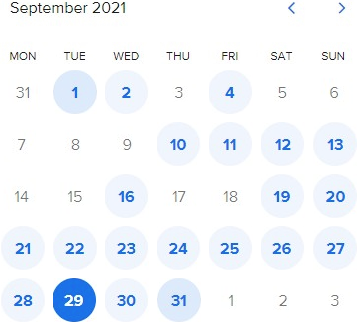 September 2021
MON TUE WED THU FRI SAT SUN
31 1 2 3 4 5 6
7 8 9 10 11 12 13
14 15 16 17 18 19 20
21 22 23 24 25 26 27
28 29 30 31 1 2 3